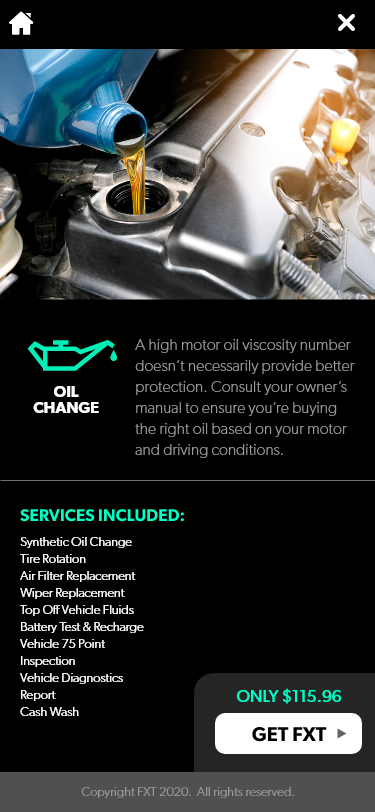 A high motor oil viscosity number
doesn’t necessarily provide better
protection. Consult your owner’s
manual to ensure you’re buying
the right oil based on your motor
and driving conditions.
OIL
CHANGE
SERVICES INCLUDED:
Synthetic Oil Change
Tire Rotation
Air Filter Replacement
Wiper Replacement
Top Off Vehicle Fluids
Battery Test & Recharge
Vehicle 75 Point
Inspection
Vehicle Diagnostics
Report
Cash Wash
ONLY $115.96
GET FXT
Copyright FXT 2020. All rights reserved.